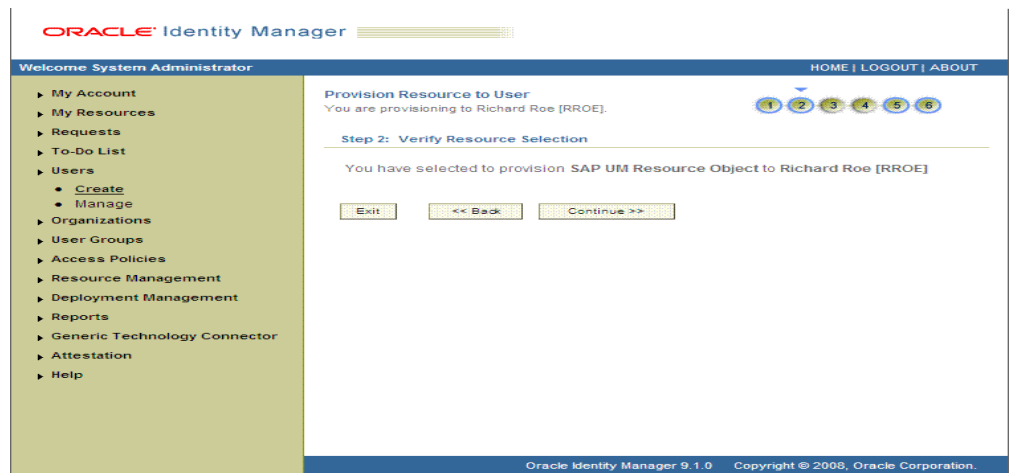 ORACLE Identity Manager
Welcome System Administrator
HOME | LOGOUT | ABOUT
My Account
My Resources
Requests
To-Do List
Users
Create
Manage
Organizations
User Groups
Access Policies
Resource Management
Deployment Management
Reports
Generic Technology Connector
Attestation
Help
Provision Resource to User
You are provisioning to Richard Roe [RROE].
1 2 3 4 5 6
Step 2: Verify Resource Selection
You have selected to provision SAP UM Resource Object to Richard Roe [RROE]
Exit << Back Continue >>
Oracle Identity Manager 9.1.0 Copyright © 2008, Oracle Corporation.